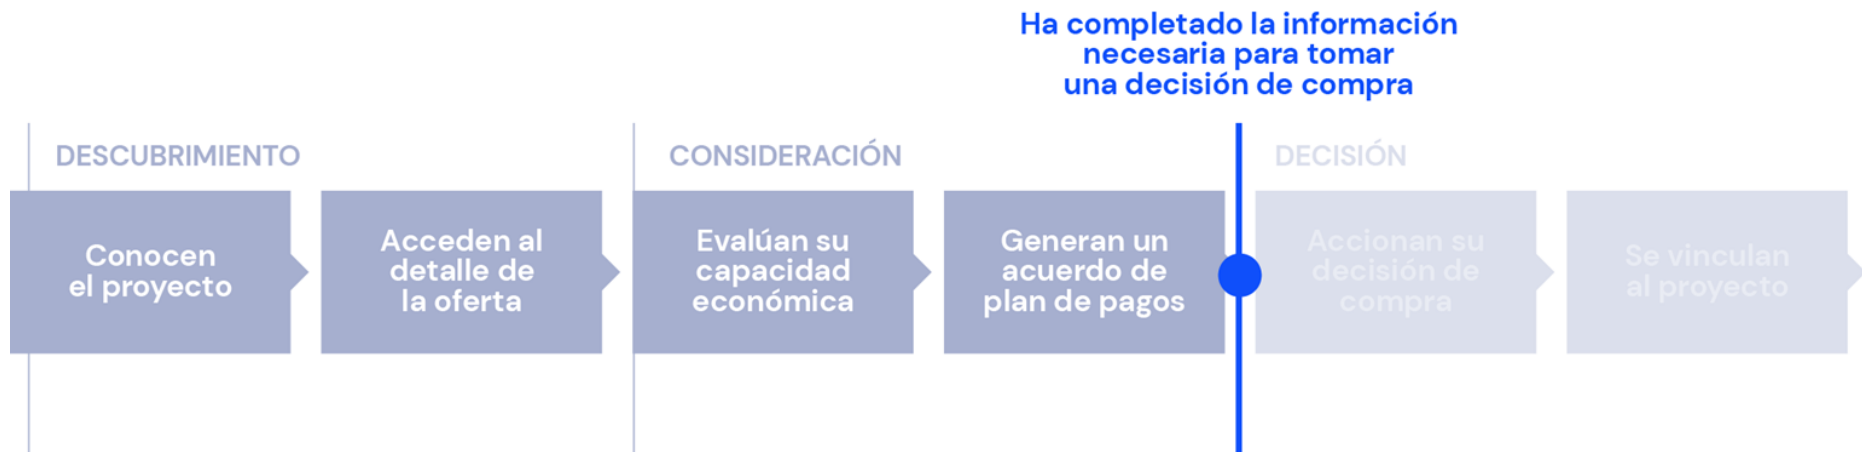 Ha completado la información
necesaria para tomar
una decisión de compra
DESCUBRIMIENTO
CONSIDERACIÓN
DECISIÓN
Conocen
el proyecto
Acceden al
detalle de
la oferta
Evalúan su
capacidad
económica
Generan un
acuerdo de
plan de pagos
Accionan su
decisión de
compra
Se vinculan
al proyecto